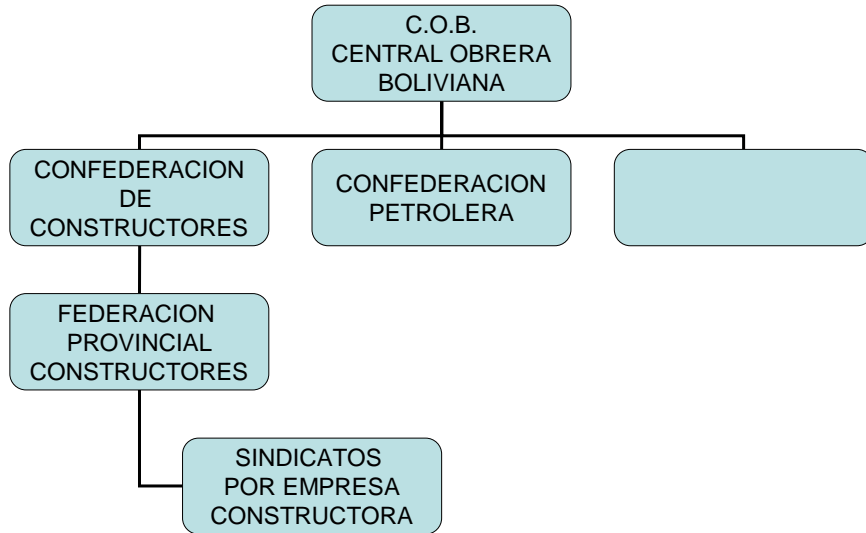 C.O.B.
CENTRAL OBRERA
BOLIVIANA
CONFEDERACION
DE
CONSTRUCTORES
CONFEDERACION
PETROLERA
FEDERACION
PROVINCIAL
CONSTRUCTORES
SINDICATOS
POR EMPRESA
CONSTRUCTORA